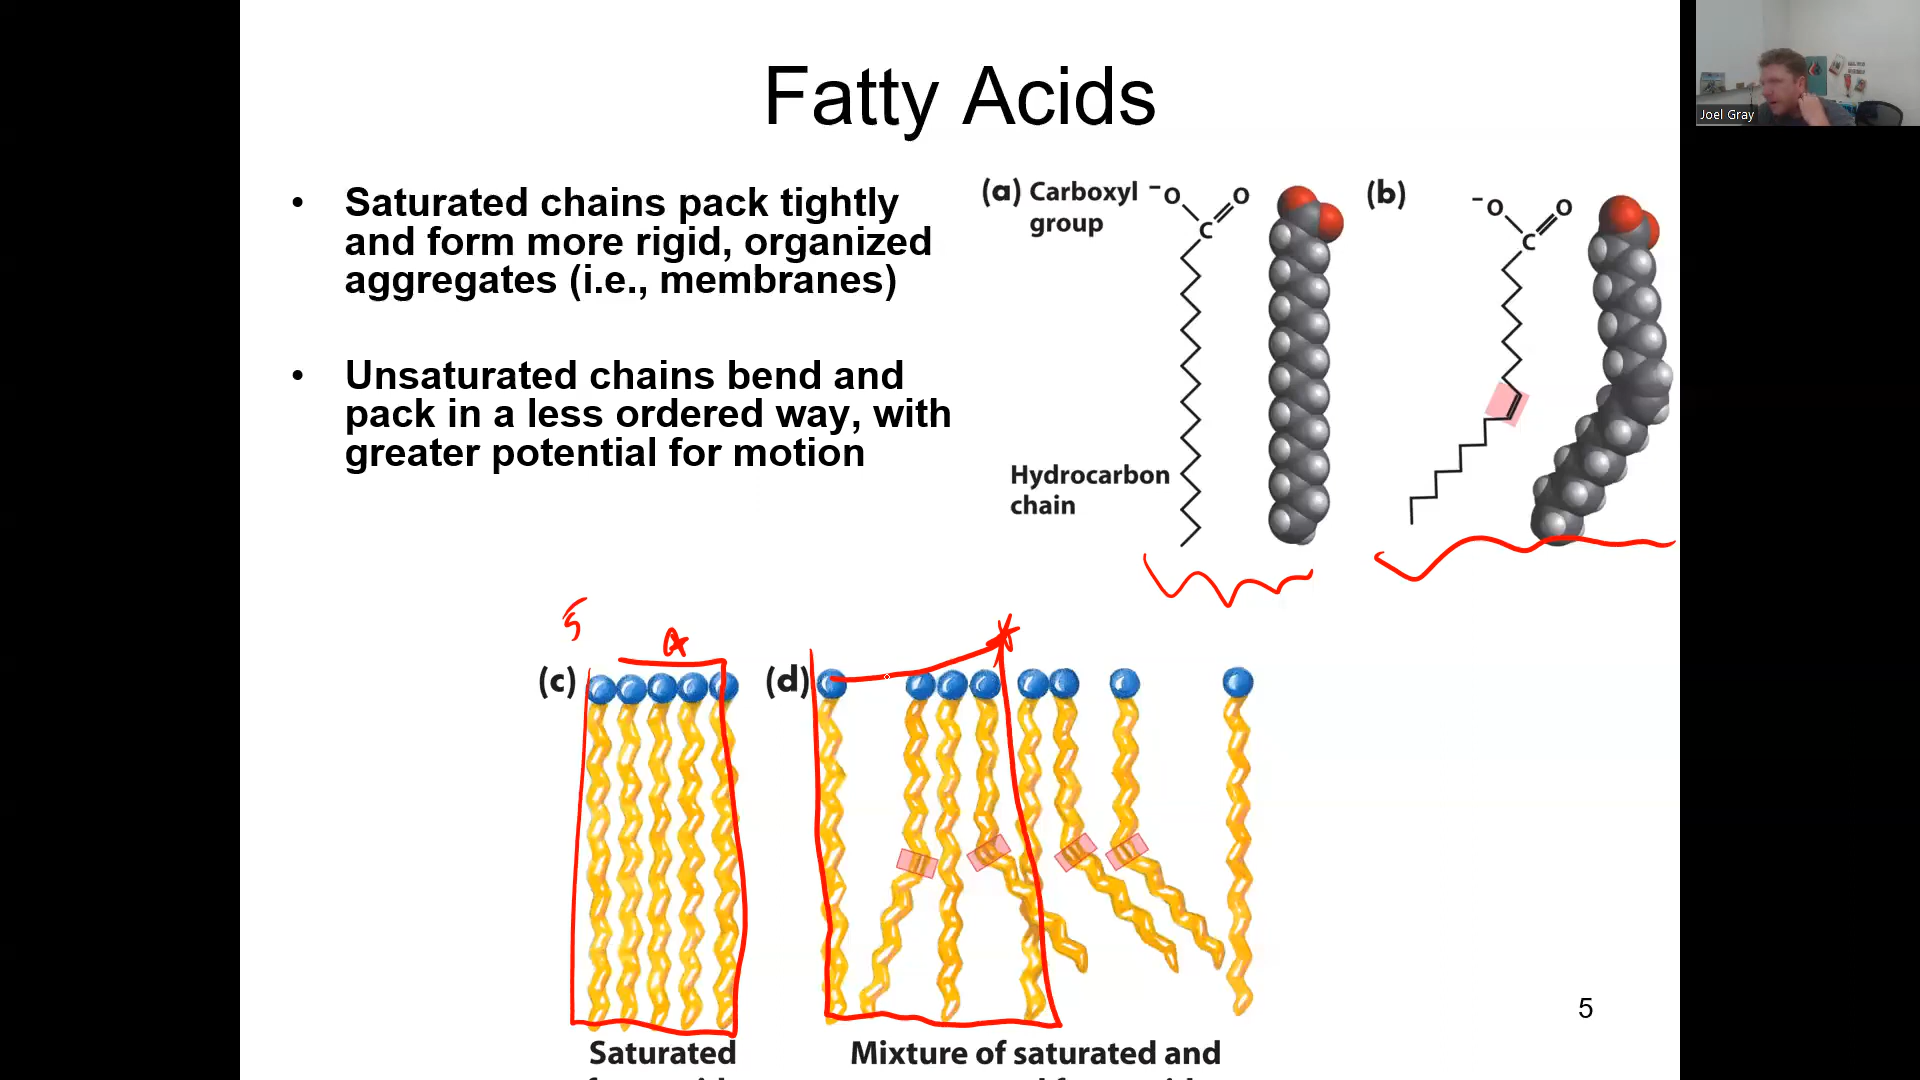 Fatty Acids
• Saturated chains pack tightly
and form more rigid, organized
aggregates (i.e., membranes)
• Unsaturated chains bend and
pack in a less ordered way, with
greater potential for motion
(a) Carboxyl
group
⁻O O
C
Hydrocarbon
chain
(b)
⁻O O
C
(c)
(d)
Saturated
Mixture of saturated and
5
Joel Gray